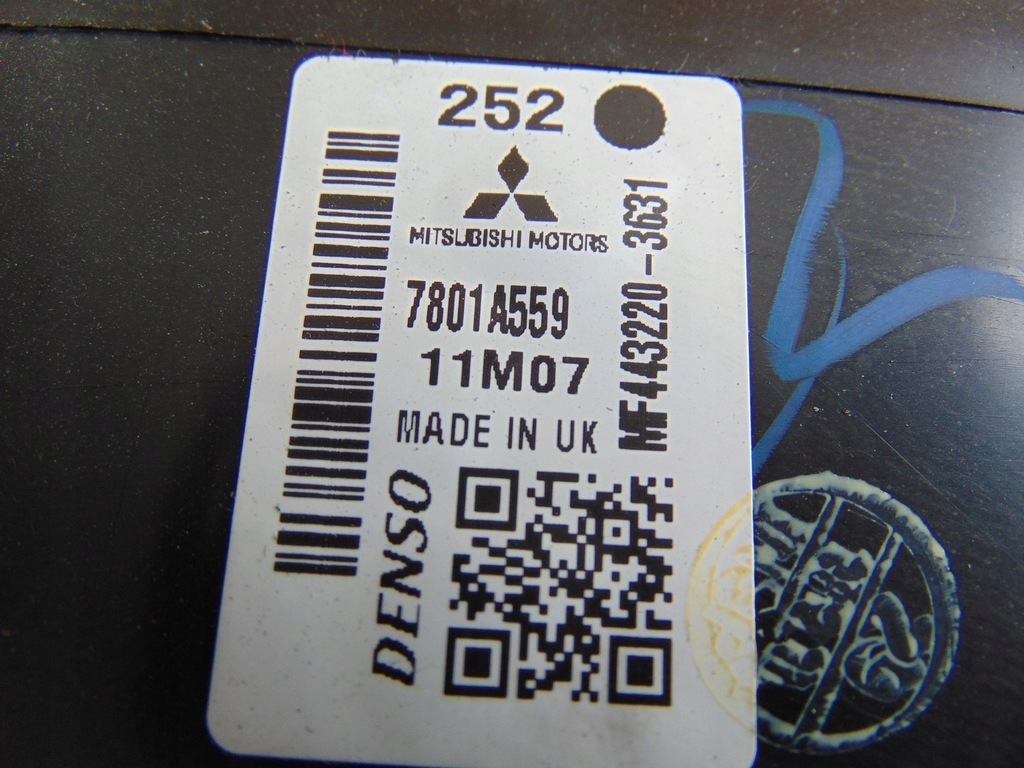 252
MITSUBISHI MOTORS
7801A559
11M07
MADE IN UK
MF443220-3631
DENSO